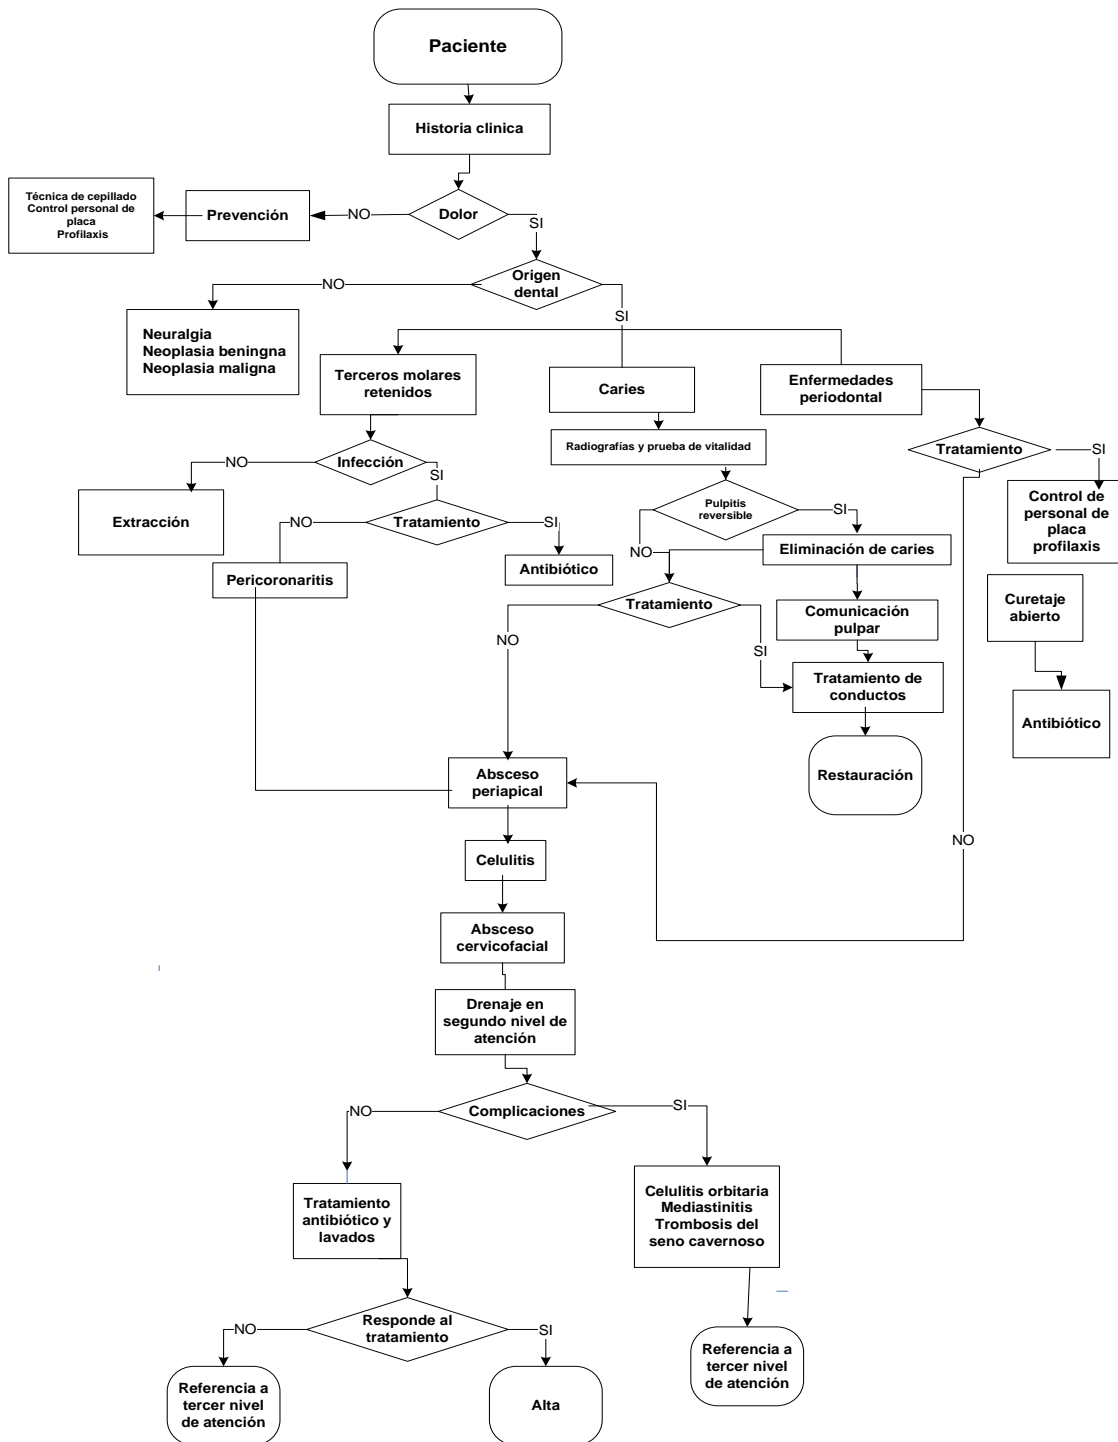 Paciente
Historia clinica
Dolor
NO
SI
Prevención
Técnica de cepillado
Control personal de
placa
Profilaxis
Origen
dental
NO
SI
Neuralgia
Neoplasia beningna
Neoplasia maligna
Terceros molares
retenidos
Caries
Enfermedades
periodontal
Radiografías y prueba de vitalidad
Tratamiento
SI
NO
Infección
NO
SI
Extracción
Tratamiento
NO
SI
Pericoronaritis
Antibiótico
Pulpitis
reversible
SI
NO
Eliminación de caries
Control de
personal de
placa
profilaxis
Tratamiento
NO
SI
Comunicación
pulpar
Curetaje
abierto
Tratamiento de
conductos
Antibiótico
Restauración
Absceso
periapical
NO
Celulitis
Absceso
cervicofacial
Drenaje en
segundo nivel de
atención
Complicaciones
NO
SI
Tratamiento
antibiótico y
lavados
Celulitis orbitaria
Mediastinitis
Trombosis del
seno cavernoso
Responde al
tratamiento
NO
SI
Referencia a
tercer nivel
de atención
Alta
Referencia a
tercer nivel
de atención